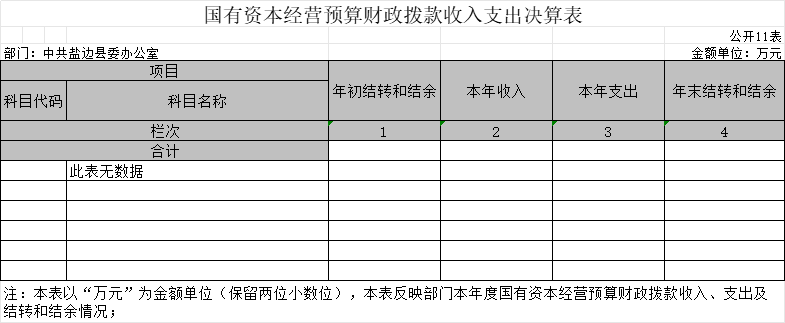 国有资本经营预算财政拨款收入支出决算表
公开11表
部门：中共盐边县委办公室 金额单位：万元
项目
年初结转和结余 本年收入 本年支出 年末结转和结余
科目代码 科目名称
栏次 1 2 3 4
合计
此表无数据
注：本表以“万元”为金额单位（保留两位小数位），本表反映部门本年度国有资本经营预算财政拨款收入、支出及
结转和结余情况；